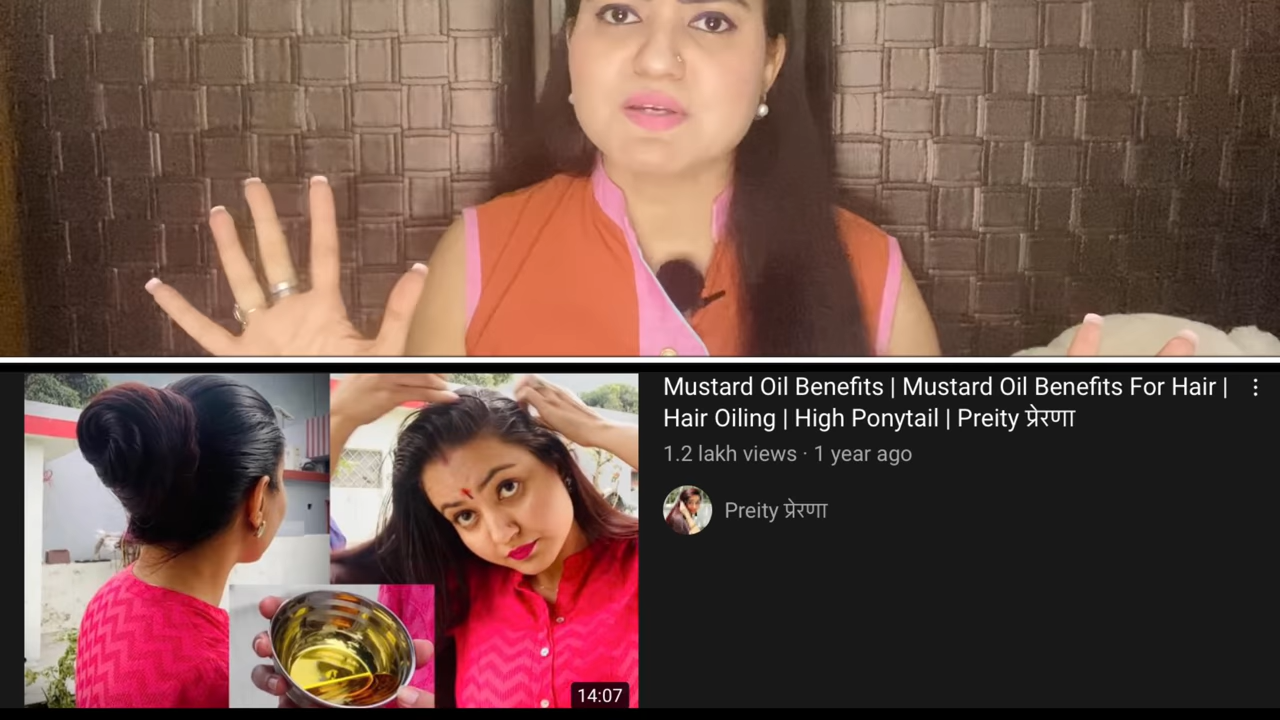 Mustard Oil Benefits | Mustard Oil Benefits For Hair |
Hair Oiling | High Ponytail | Preity प्रेरणा
1.2 lakh views · 1 year ago
Preity प्रेरणा
14:07